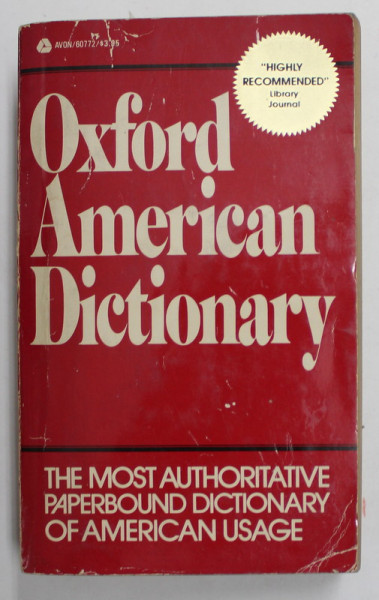 AVON/60772/$3.95
"HIGHLY
RECOMMENDED"
Library
Journal
Oxford
American
Dictionary
THE MOST AUTHORITATIVE
PAPERBOUND DICTIONARY
OF AMERICAN USAGE